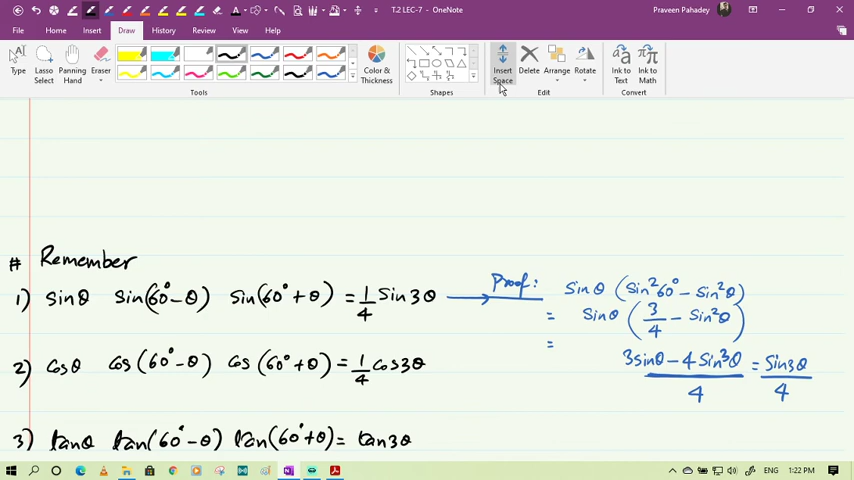 T.2 LEC-7 - OneNote
Praveen Pahadey
File Home Insert Draw History Review View Help
Type
Lasso Select
Panning Hand
Eraser
Color & Thickness
Insert Space
Delete
Arrange
Rotate
Ink to Text
Ink to Math
Tools
Shapes
Edit
Convert
# Remember
1) sinθ sin(60°-θ) sin(60°+θ) = 1/4 sin3θ
Proof: sinθ (sin²60° - sin²θ)
= sinθ (3/4 - sin²θ)
= 3sinθ - 4sin³θ / 4 = sin3θ / 4
2) cosθ cos(60°-θ) cos(60°+θ) = 1/4 cos3θ
3) tanθ tan(60°-θ) tan(60°+θ) = tan3θ
ENG 1:22 PM